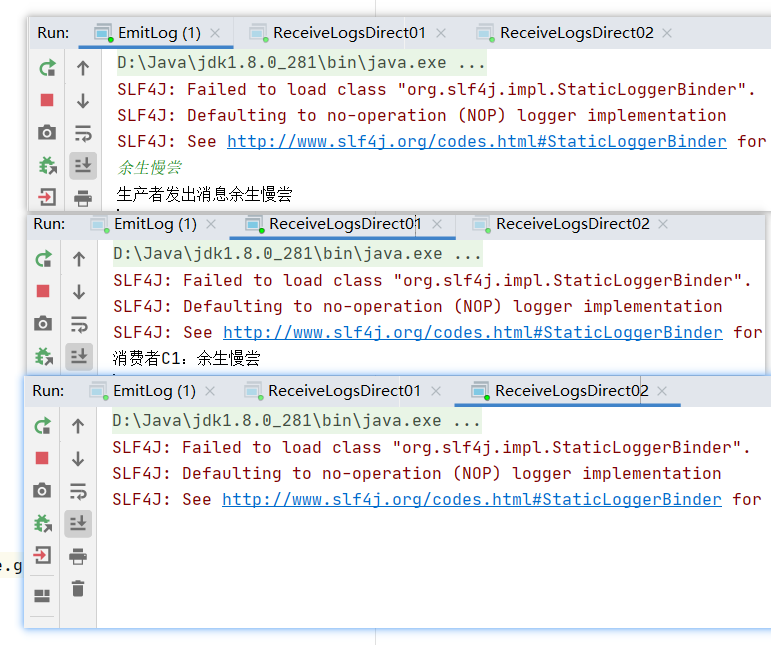 Run: EmitLog (1) × ReceiveLogsDirect01 × ReceiveLogsDirect02 ×
D:\Java\jdk1.8.0_281\bin\java.exe ...
SLF4J: Failed to load class "org.slf4j.impl.StaticLoggerBinder".
SLF4J: Defaulting to no-operation (NOP) logger implementation
SLF4J: See http://www.slf4j.org/codes.html#StaticLoggerBinder for
余生慢尝
生产者发出消息余生慢尝
Run: EmitLog (1) × ReceiveLogsDirect01 × ReceiveLogsDirect02 ×
D:\Java\jdk1.8.0_281\bin\java.exe ...
SLF4J: Failed to load class "org.slf4j.impl.StaticLoggerBinder".
SLF4J: Defaulting to no-operation (NOP) logger implementation
SLF4J: See http://www.slf4j.org/codes.html#StaticLoggerBinder for
消费者C1：余生慢尝
Run: EmitLog (1) × ReceiveLogsDirect01 × ReceiveLogsDirect02 ×
D:\Java\jdk1.8.0_281\bin\java.exe ...
SLF4J: Failed to load class "org.slf4j.impl.StaticLoggerBinder".
SLF4J: Defaulting to no-operation (NOP) logger implementation
SLF4J: See http://www.slf4j.org/codes.html#StaticLoggerBinder for
e.g